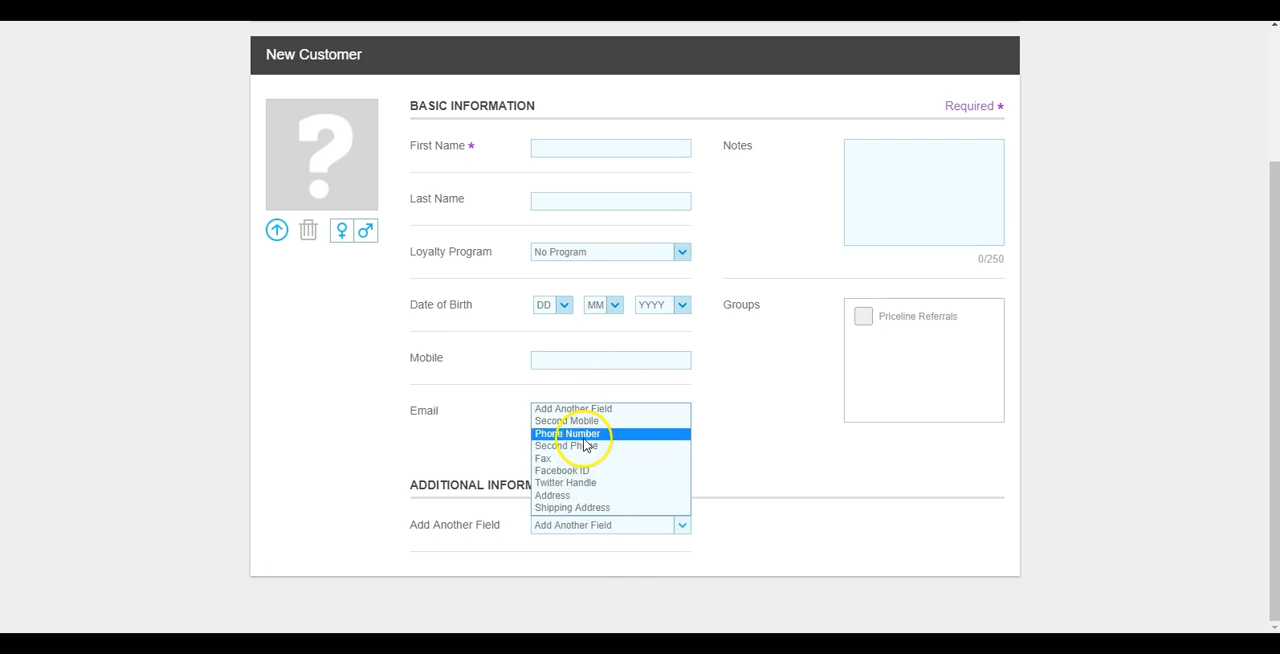 New Customer
BASIC INFORMATION
Required *
First Name *
Notes
Last Name
0/250
Loyalty Program
No Program
Date of Birth
DD
MM
YYYY
Groups
Priceline Referrals
Mobile
Email
Add Another Field
Second Mobile
Phone Number
Second Phone
Fax
Facebook ID
Twitter Handle
Address
Shipping Address
ADDITIONAL INFORM
Add Another Field
Add Another Field